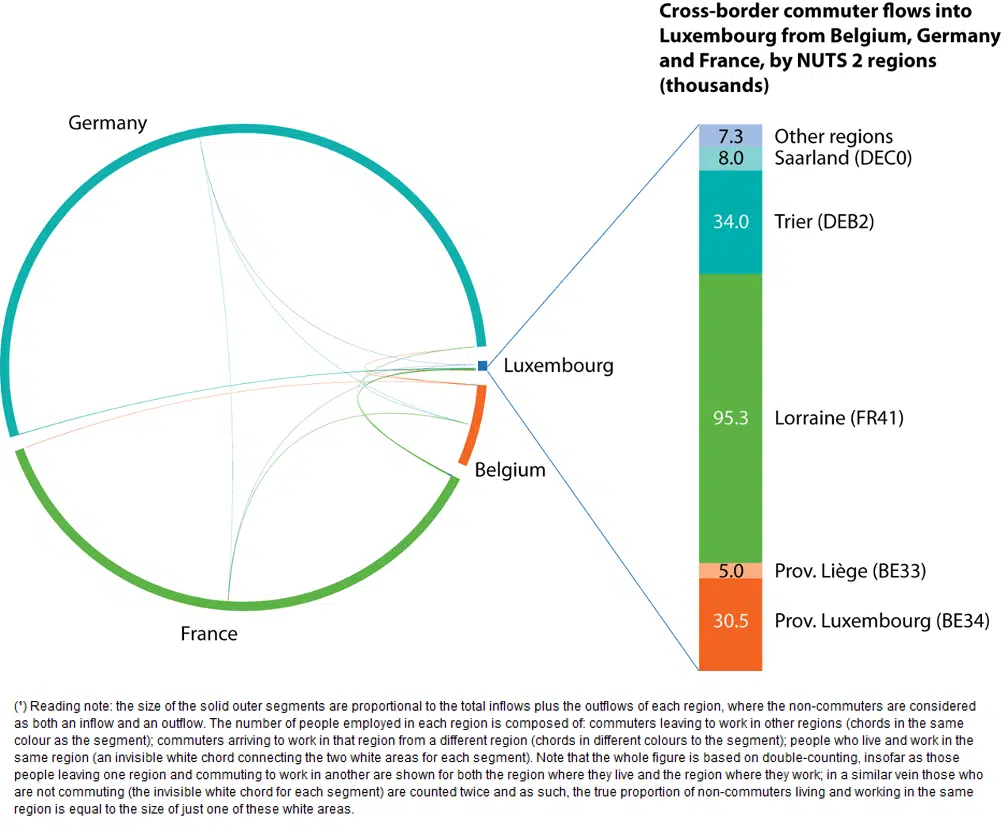 Cross-border commuter flows into
Luxembourg from Belgium, Germany
and France, by NUTS 2 regions
(thousands)
Germany
Luxembourg
Belgium
France
7.3 Other regions
8.0 Saarland (DEC0)
34.0 Trier (DEB2)
95.3 Lorraine (FR41)
5.0 Prov. Liège (BE33)
30.5 Prov. Luxembourg (BE34)
(¹) Reading note: the size of the solid outer segments are proportional to the total inflows plus the outflows of each region, where the non-commuters are considered
as both an inflow and an outflow. The number of people employed in each region is composed of: commuters leaving to work in other regions (chords in the same
colour as the segment); commuters arriving to work in that region from a different region (chords in different colours to the segment); people who live and work in the
same region (an invisible white chord connecting the two white areas for each segment). Note that the whole figure is based on double-counting, insofar as those
people leaving one region and commuting to work in another are shown for both the region where they live and the region where they work; in a similar vein those who
are not commuting (the invisible white chord for each segment) are counted twice and as such, the true proportion of non-commuters living and working in the same
region is equal to the size of just one of these white areas.